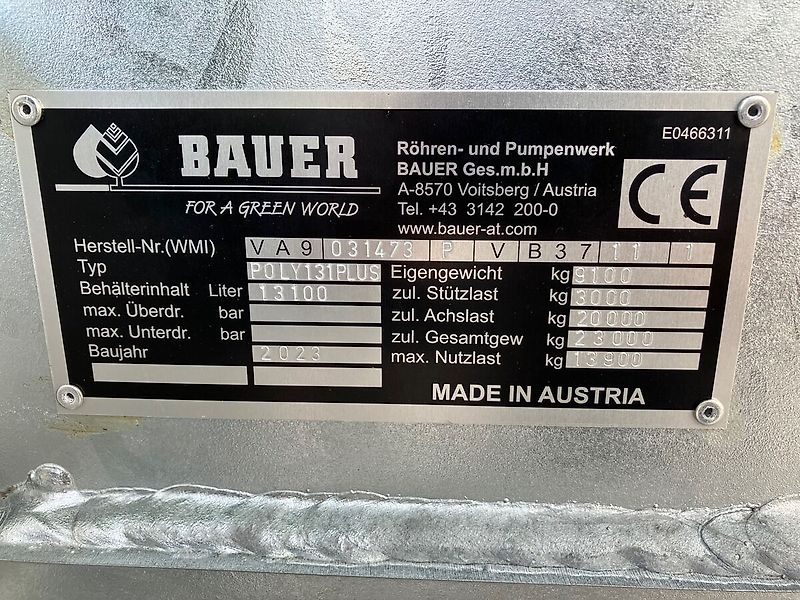 BAUER
FOR A GREEN WORLD
Röhren- und Pumpenwerk
BAUER Ges.m.b.H
A-8570 Voitsberg / Austria
Tel. +43 3142 200-0
www.bauer-at.com
E0466311
CE
Herstell-Nr.(WMI) VA9 031473 P V B37 11 1
Typ POLY131PLUS
Behälterinhalt Liter 13100
max. Überdr. bar
max. Unterdr. bar
Baujahr 2023
Eigengewicht kg 9100
zul. Stützlast kg 3000
zul. Achslast kg 20000
zul. Gesamtgew kg 23000
max. Nutzlast kg 13900
MADE IN AUSTRIA